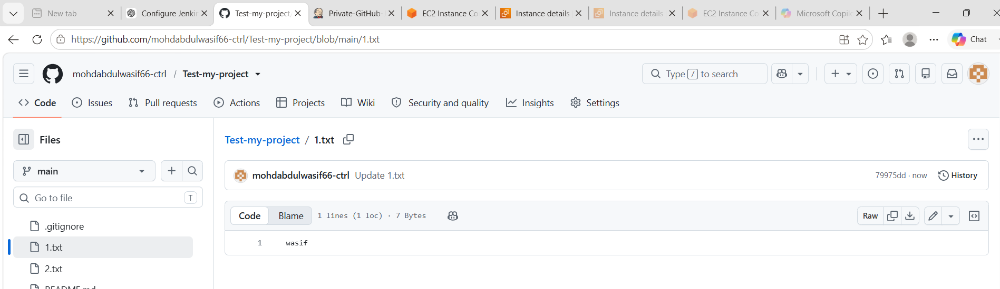 New tab
Configure Jenkin
Test-my-project/
Private-GitHub-
EC2 Instance Co
Instance details
Instance details
EC2 Instance Co
Microsoft Copilo
https://github.com/mohdabdulwasif66-ctrl/Test-my-project/blob/main/1.txt
Chat
mohdabdulwasif66-ctrl / Test-my-project
Type / to search
Code
Issues
Pull requests
Actions
Projects
Wiki
Security and quality
Insights
Settings
Files
main
Go to file
T
.gitignore
1.txt
2.txt
README.md
Test-my-project / 1.txt
mohdabdulwasif66-ctrl Update 1.txt
79975dd · now
History
Code
Blame
1 lines (1 loc) · 7 Bytes
Raw
1 wasif